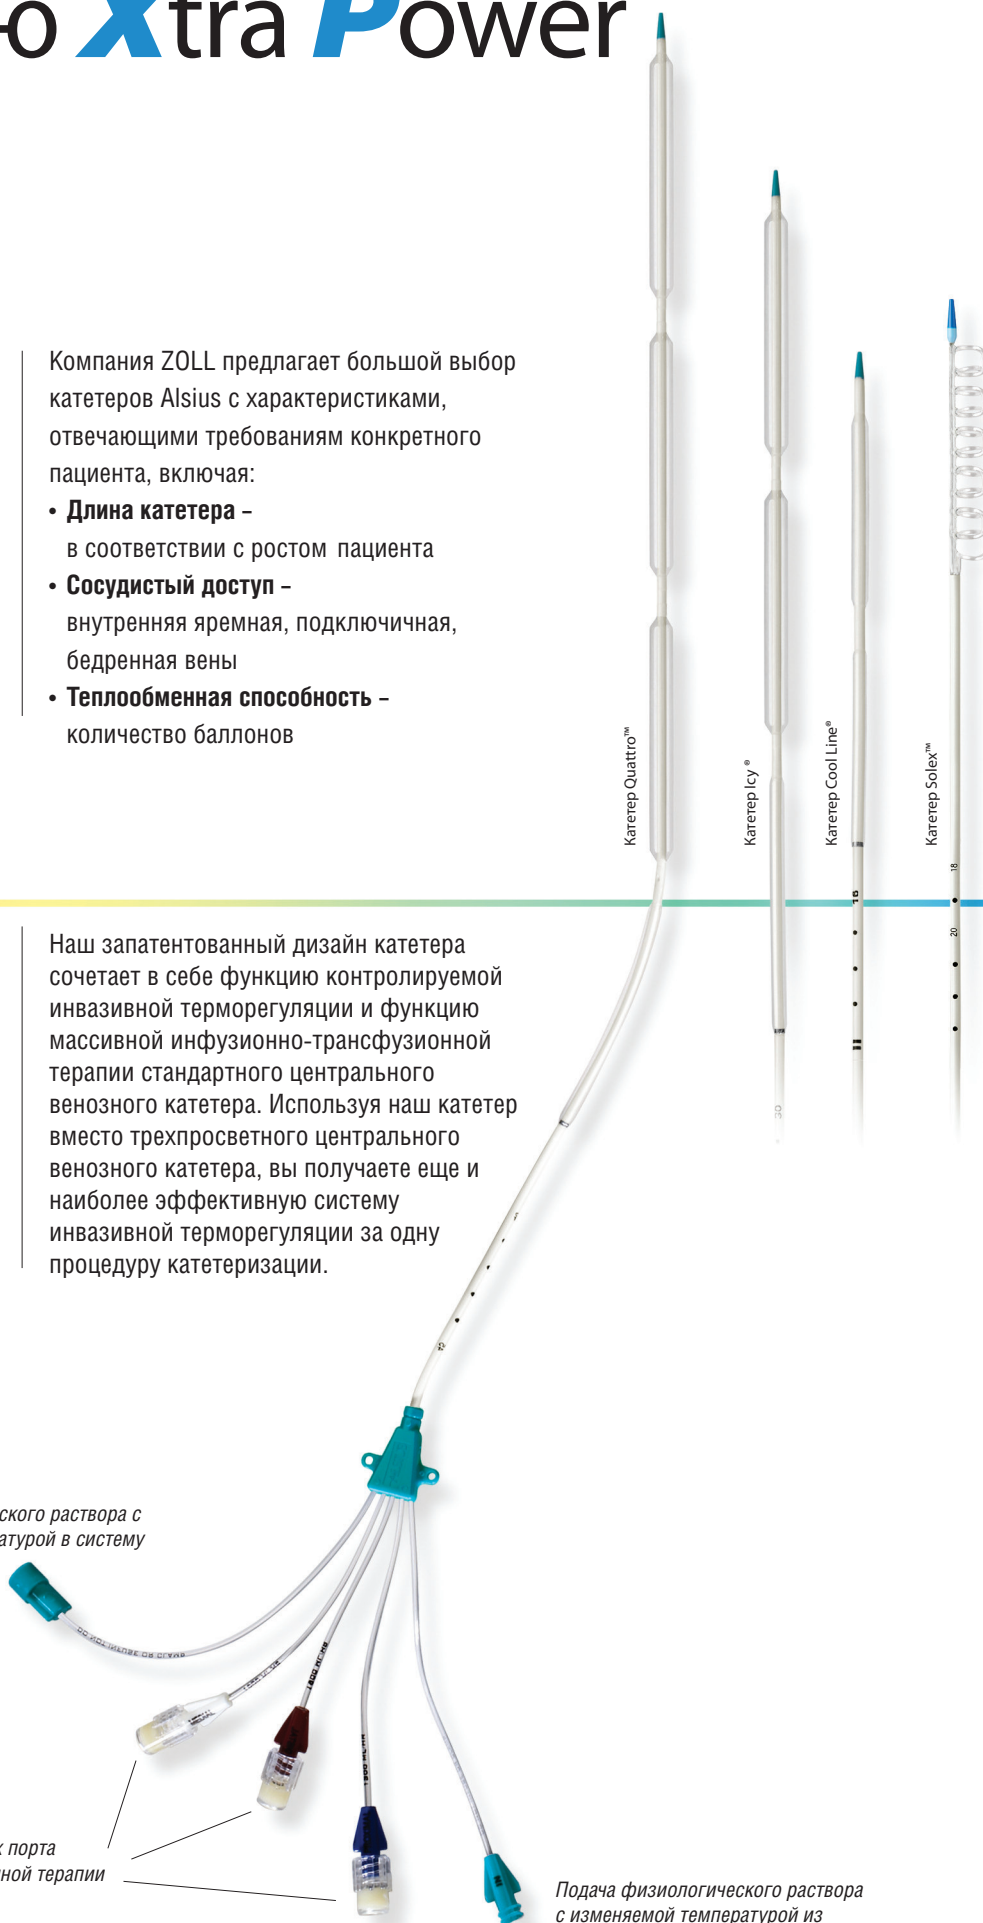 ю Xtra Power
Компания ZOLL предлагает большой выбор
катетеров Alsius с характеристиками,
отвечающими требованиям конкретного
пациента, включая:
• Длина катетера –
в соответствии с ростом пациента
• Сосудистый доступ –
внутренняя яремная, подключичная,
бедренная вены
• Теплообменная способность –
количество баллонов
Катетер Quattro™
Катетер Icy ®
Катетер Cool Line®
Катетер Solex™
18
20
Наш запатентованный дизайн катетера
сочетает в себе функцию контролируемой
инвазивной терморегуляции и функцию
массивной инфузионно-трансфузионной
терапии стандартного центрального
венозного катетера. Используя наш катетер
вместо трехпросветного центрального
венозного катетера, вы получаете еще и
наиболее эффективную систему
инвазивной терморегуляции за одну
процедуру катетеризации.
ского раствора с
атурой в систему
х порта
ной терапии
Подача физиологического раствора
с изменяемой температурой из